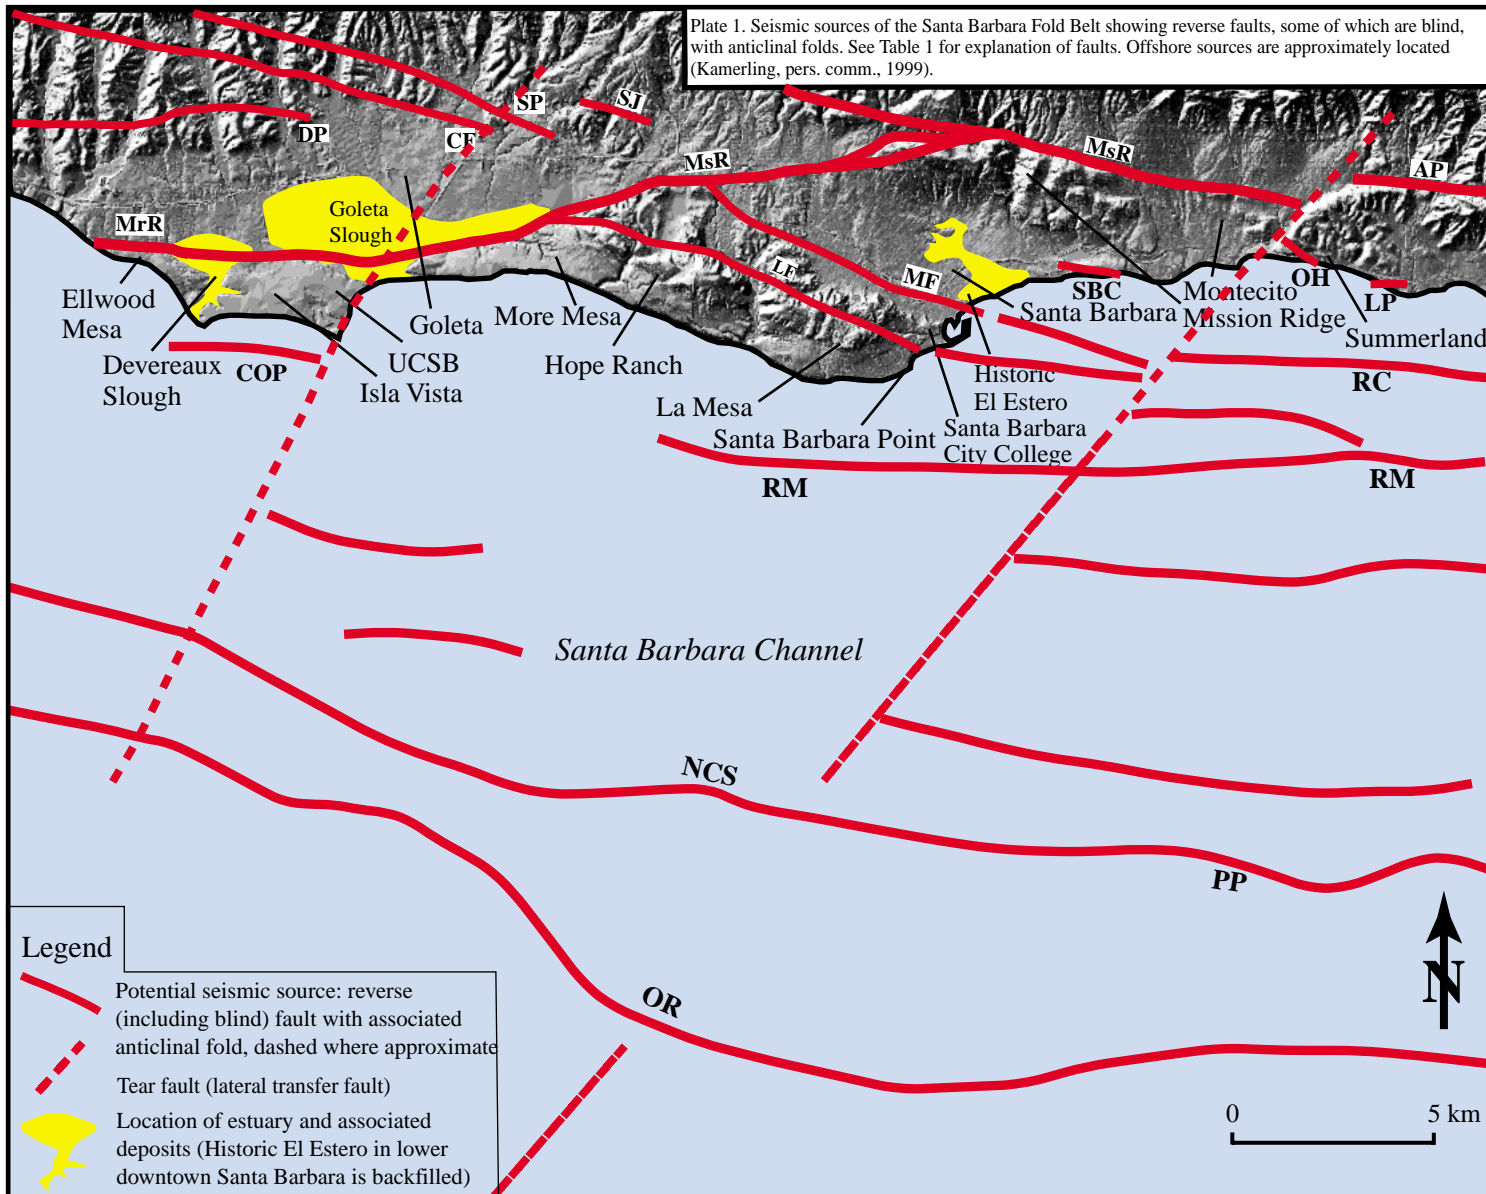 Plate 1. Seismic sources of the Santa Barbara Fold Belt showing reverse faults, some of which are blind,
with anticlinal folds. See Table 1 for explanation of faults. Offshore sources are approximately located
(Kamerling, pers. comm., 1999).
SP
SJ
DP
CF
MsR
MsR
AP
MrR
Goleta
Slough
LF
MF
SBC
OH
LP
Ellwood
Mesa
Goleta
More Mesa
Santa Barbara
Montecito
Mission Ridge
Summerland
Devereaux
Slough
COP
UCSB
Isla Vista
Hope Ranch
Historic
El Estero
RC
La Mesa
Santa Barbara Point
Santa Barbara
City College
RM
RM
Santa Barbara Channel
NCS
PP
OR
N
Legend
Potential seismic source: reverse
(including blind) fault with associated
anticlinal fold, dashed where approximate
Tear fault (lateral transfer fault)
Location of estuary and associated
deposits (Historic El Estero in lower
downtown Santa Barbara is backfilled)
0
5 km